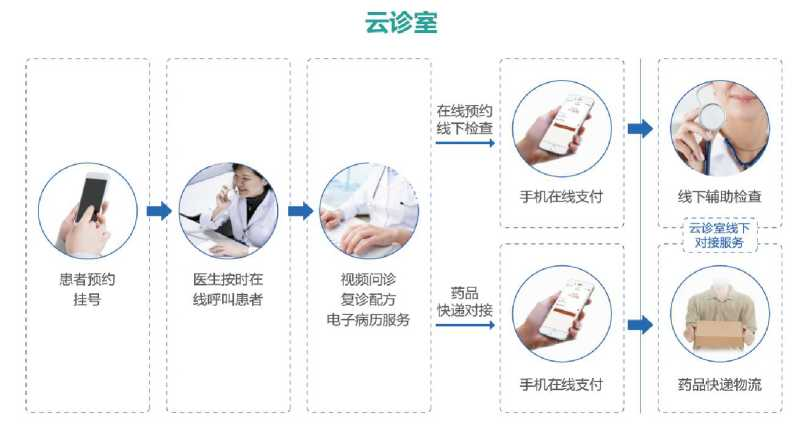 云诊室
患者预约
挂号
医生按时在
线呼叫患者
视频问诊
复诊配方
电子病历服务
在线预约
线下检查
手机在线支付
线下辅助检查
云诊室线下
对接服务
药品
快递对接
手机在线支付
药品快递物流